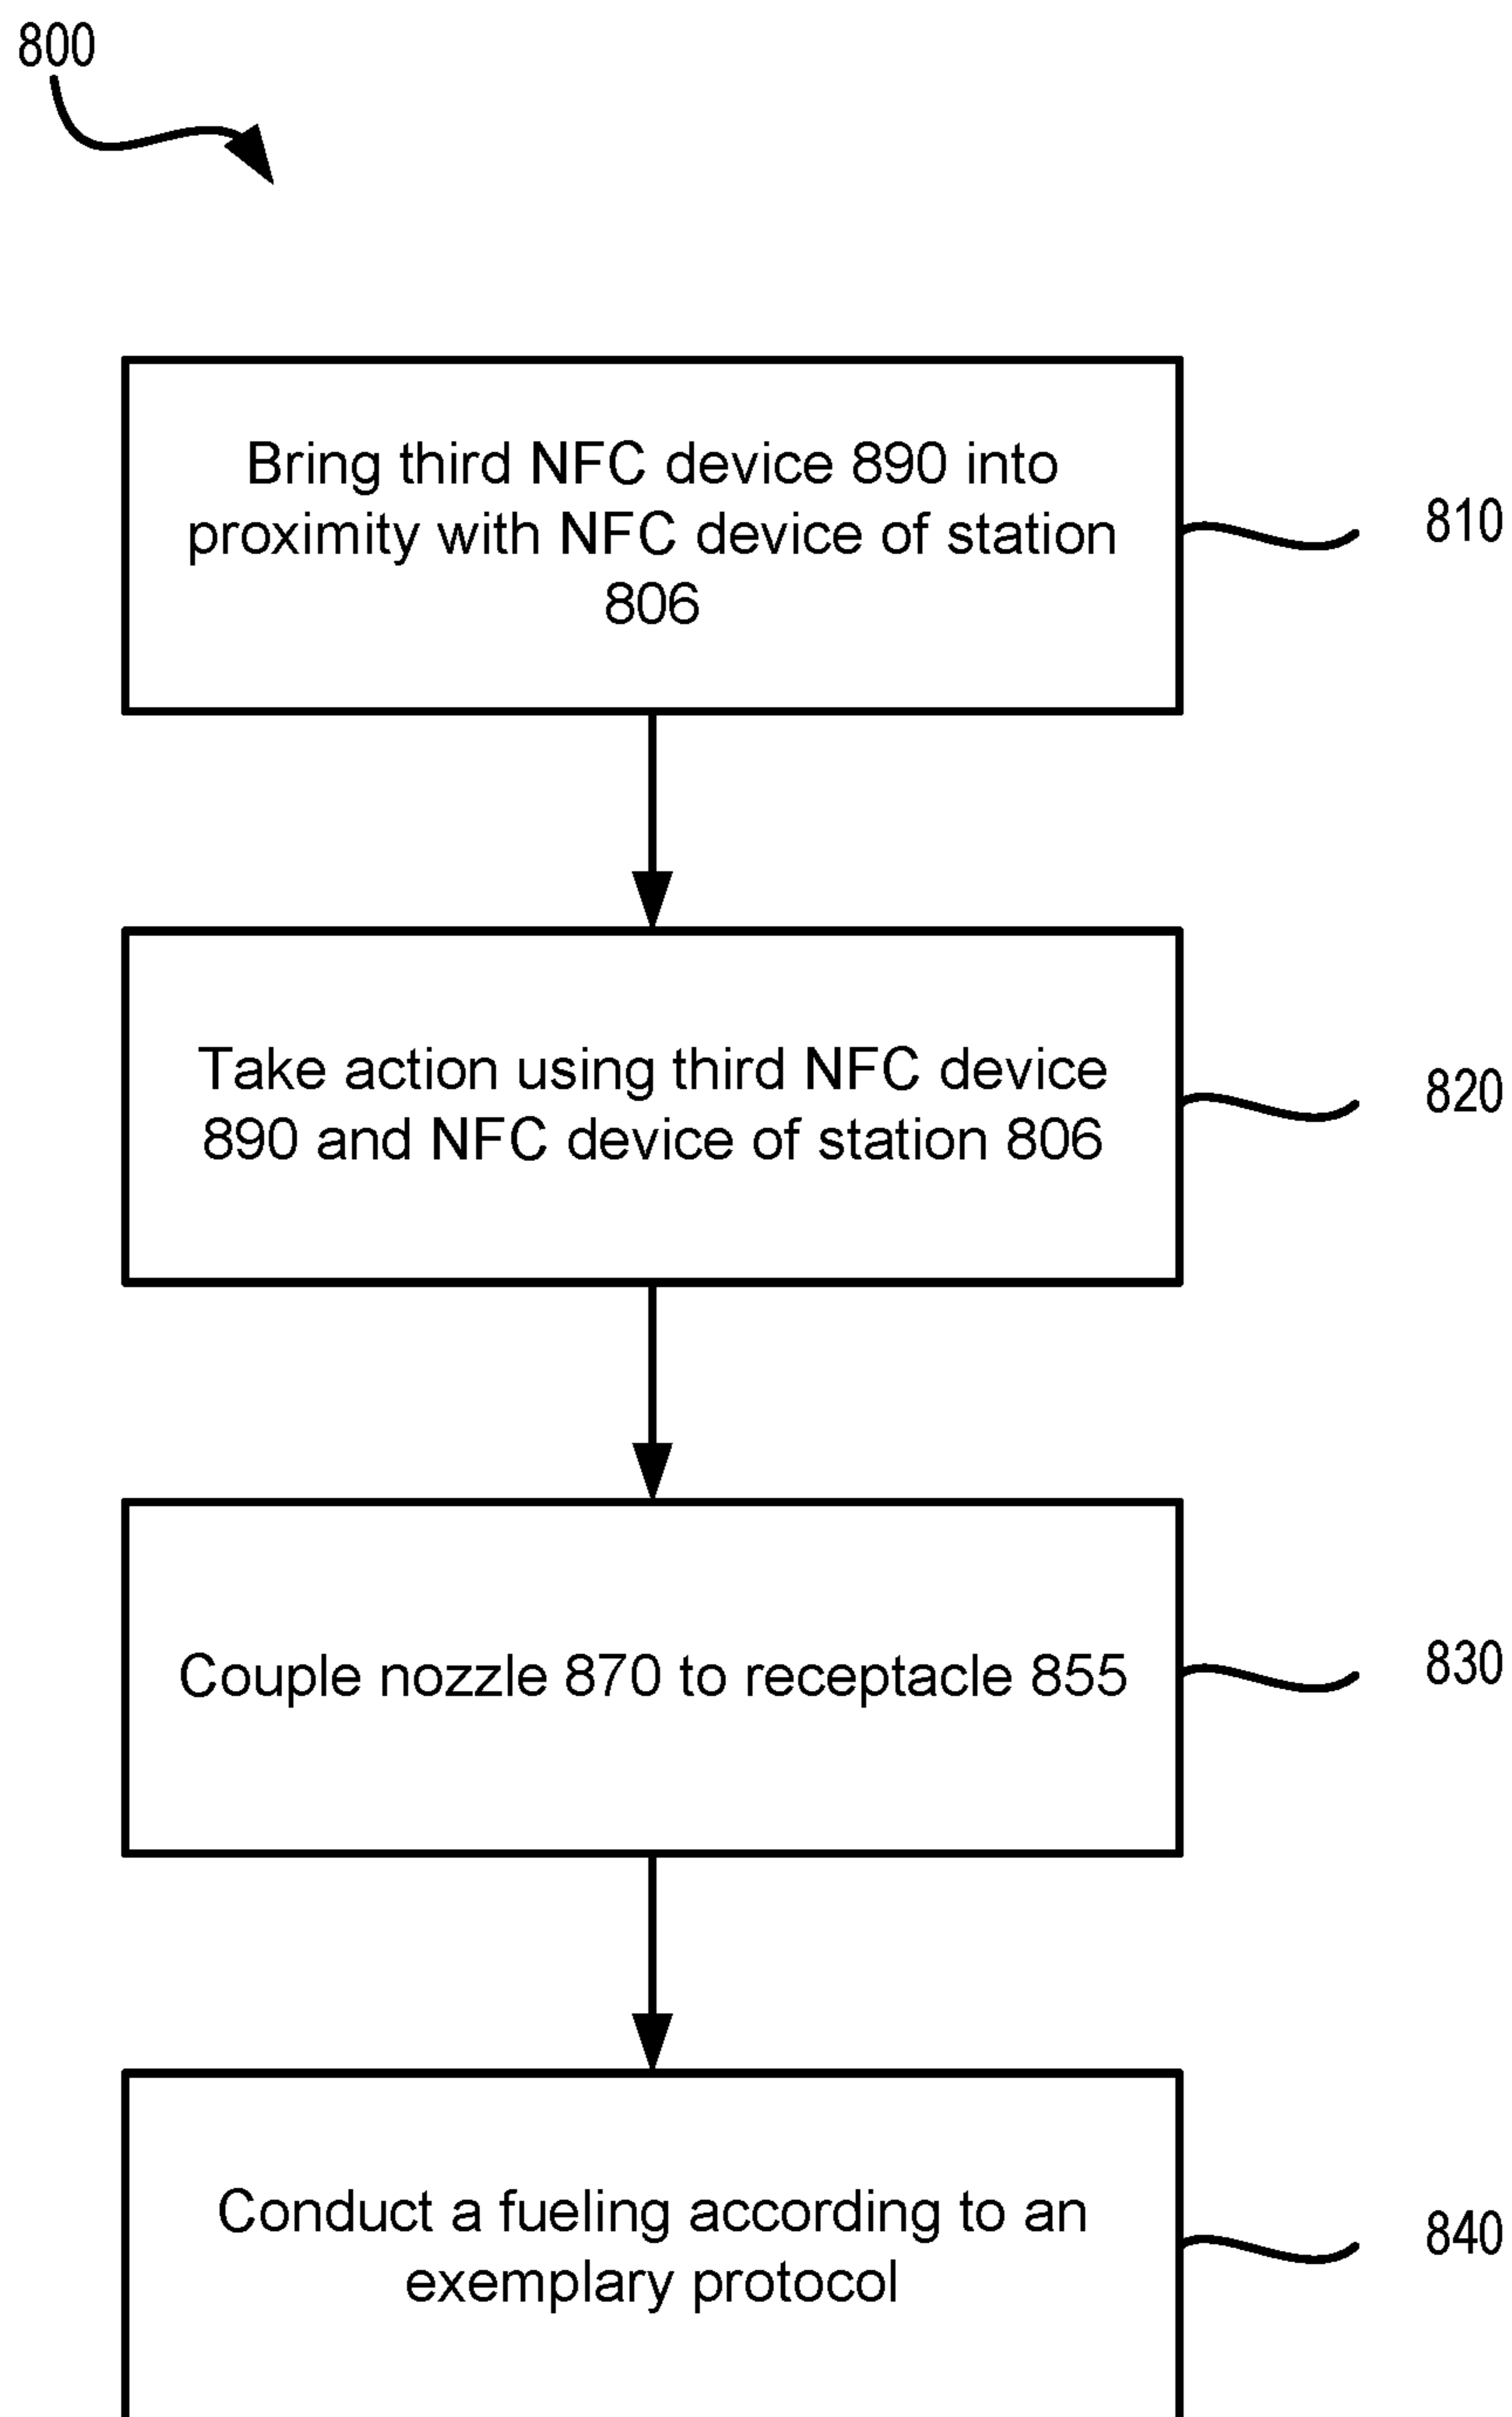 800
Bring third NFC device 890 into
proximity with NFC device of station
806
810
Take action using third NFC device
890 and NFC device of station 806
820
Couple nozzle 870 to receptacle 855
830
Conduct a fueling according to an
exemplary protocol
840